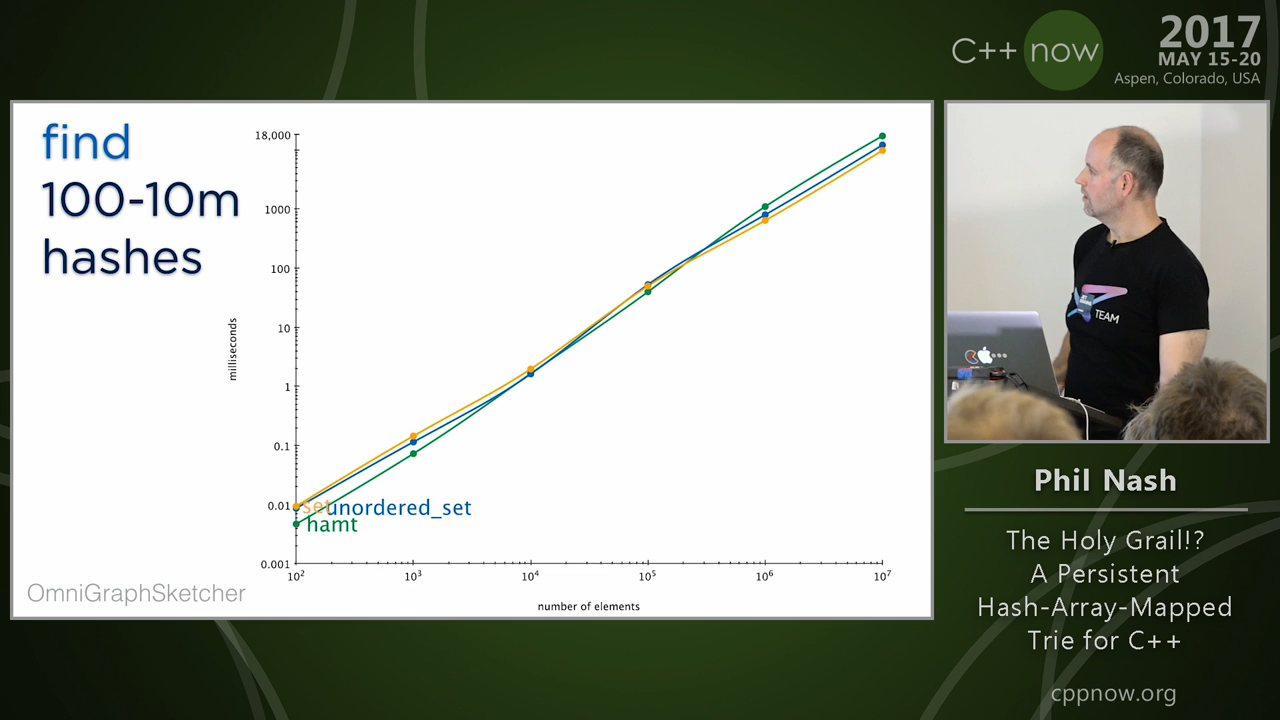 C++ now
2017
MAY 15-20
Aspen, Colorado, USA
find
100-10m
hashes
18,000
1000
100
10
1
0.1
0.01
0.001
milliseconds
set
unordered_set
hamt
10²
10³
10⁴
10⁵
10⁶
10⁷
number of elements
OmniGraphSketcher
TEAM
Phil Nash
The Holy Grail!?
A Persistent
Hash-Array-Mapped
Trie for C++
cppnow.org